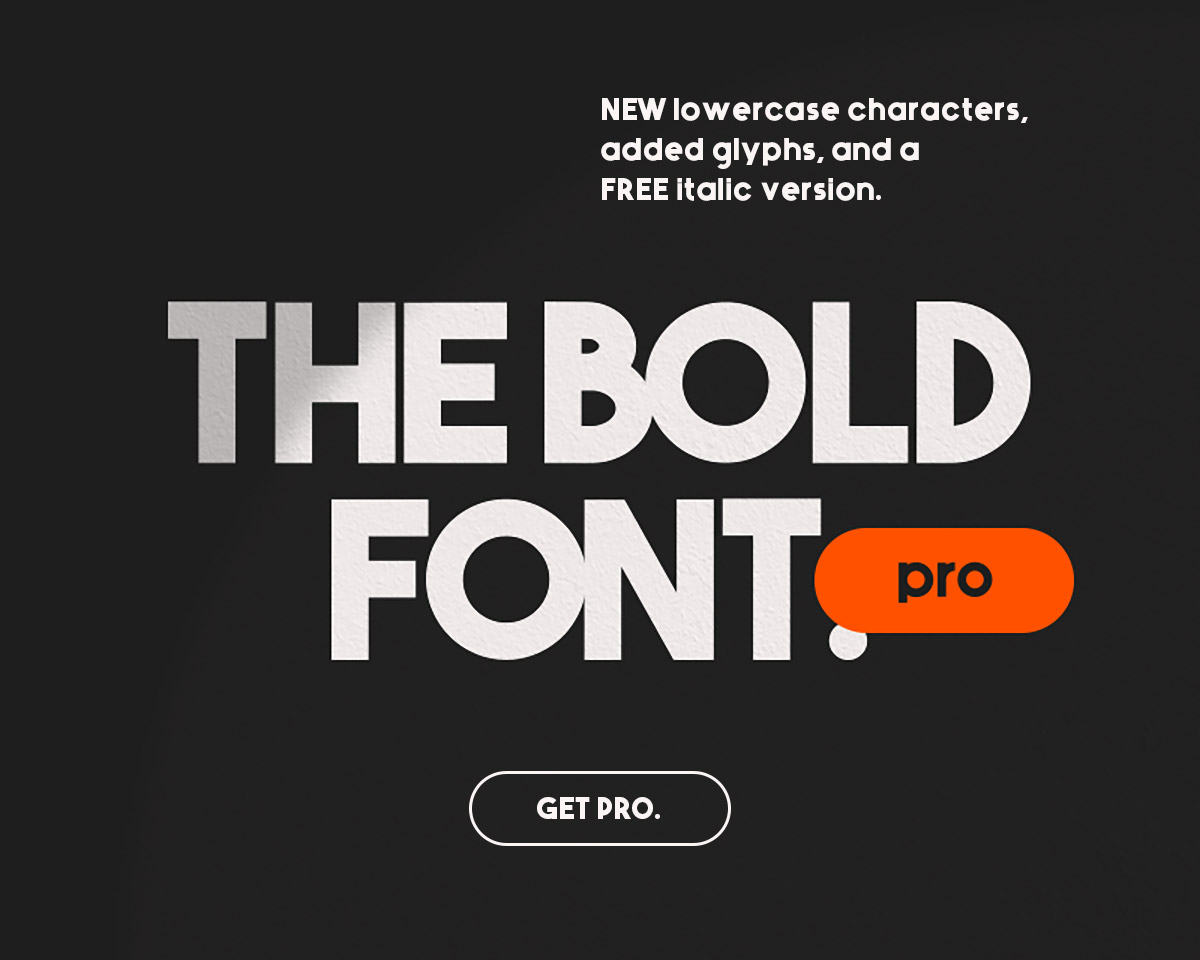 NEW lowercase characters,
added glyphs, and a
FREE italic version.
THE BOLD
FONT.
pro
GET PRO.